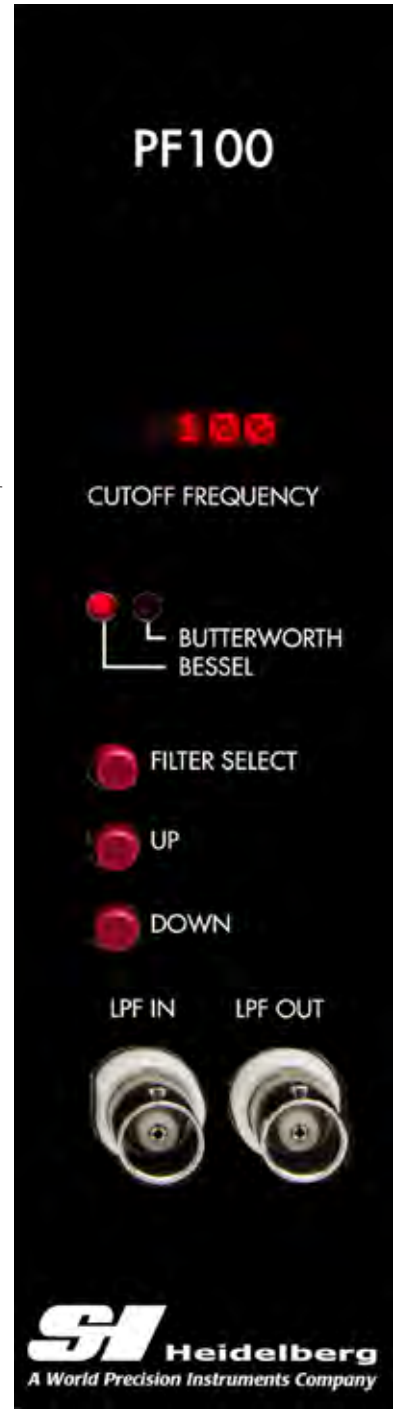 PF100
100
CUTOFF FREQUENCY
BUTTERWORTH
BESSEL
FILTER SELECT
UP
DOWN
LPF IN LPF OUT
SI Heidelberg
A World Precision Instruments Company